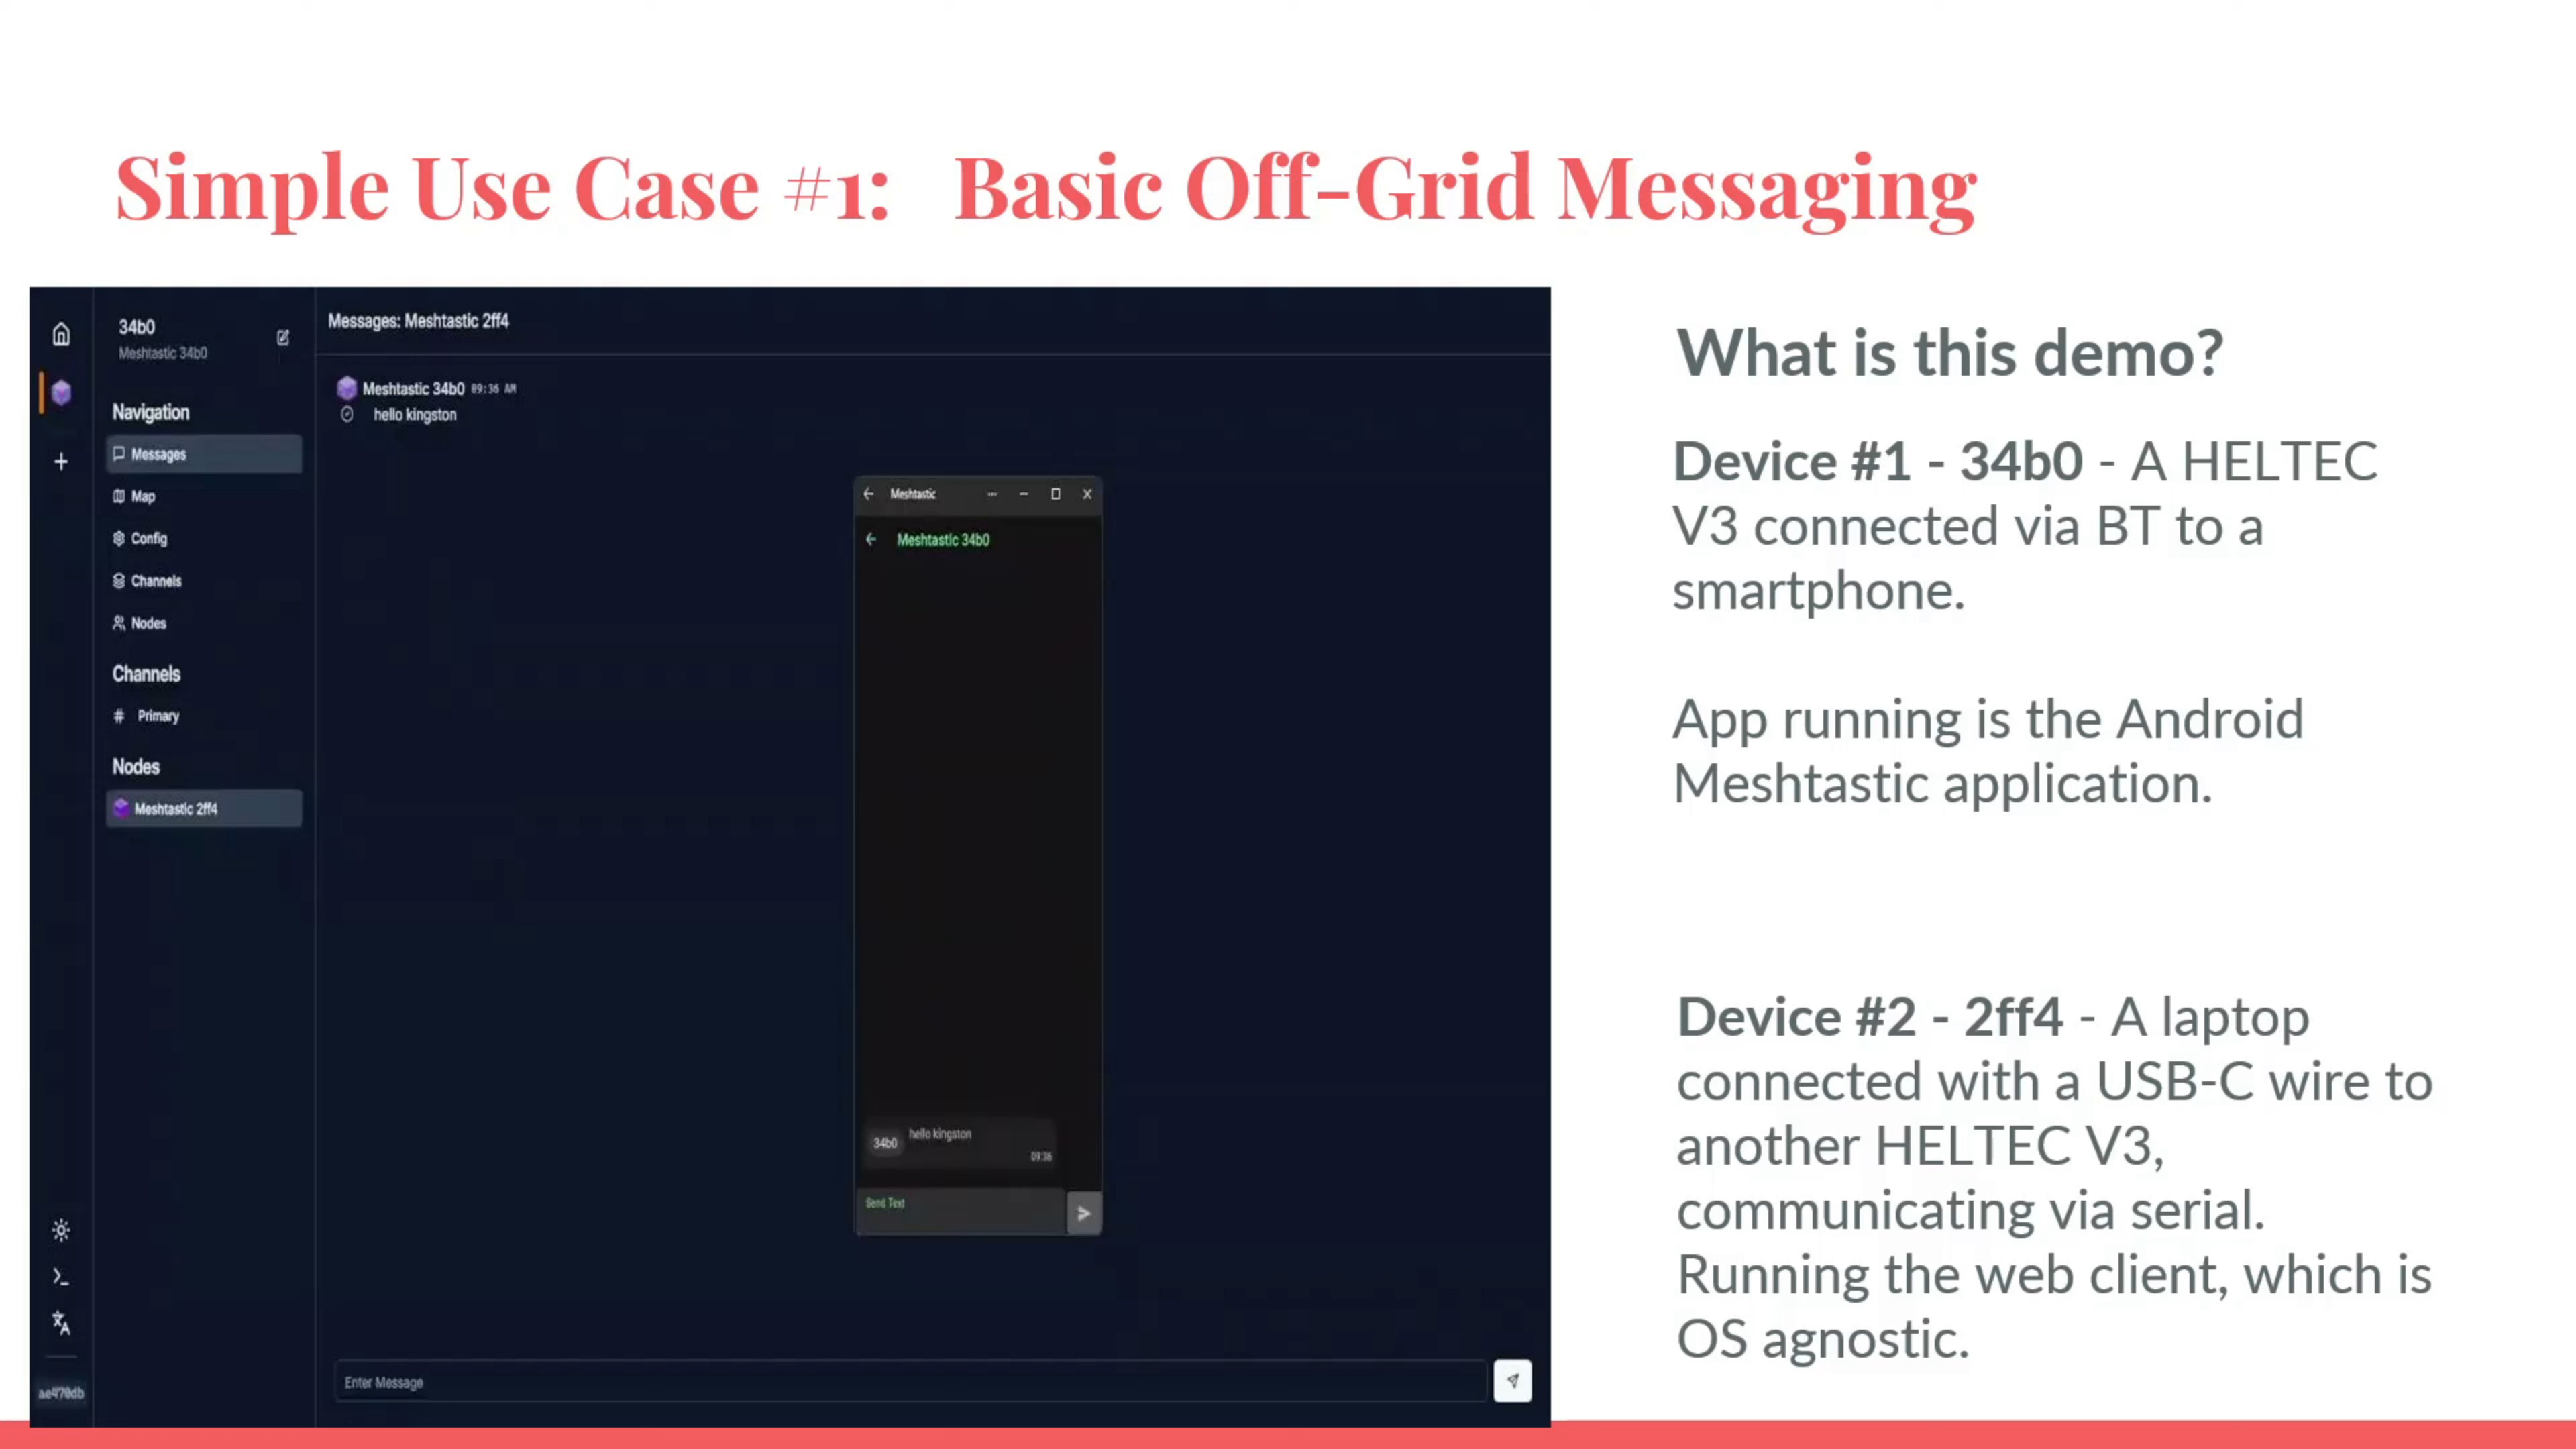 Simple Use Case #1: Basic Off-Grid Messaging
34b0
Meshtastic 34b0
Navigation
Messages
Map
Config
Channels
Nodes
Channels
# Primary
Nodes
Meshtastic 2ff4
ae470db
Messages: Meshtastic 2ff4
Meshtastic 34b0 09:36 AM
hello kingston
Meshtastic
Meshtastic 34b0
34b0 hello kingston
09:36
Send Text
Enter Message
What is this demo?
Device #1 - 34b0 - A HELTEC
V3 connected via BT to a
smartphone.
App running is the Android
Meshtastic application.
Device #2 - 2ff4 - A laptop
connected with a USB-C wire to
another HELTEC V3,
communicating via serial.
Running the web client, which is
OS agnostic.